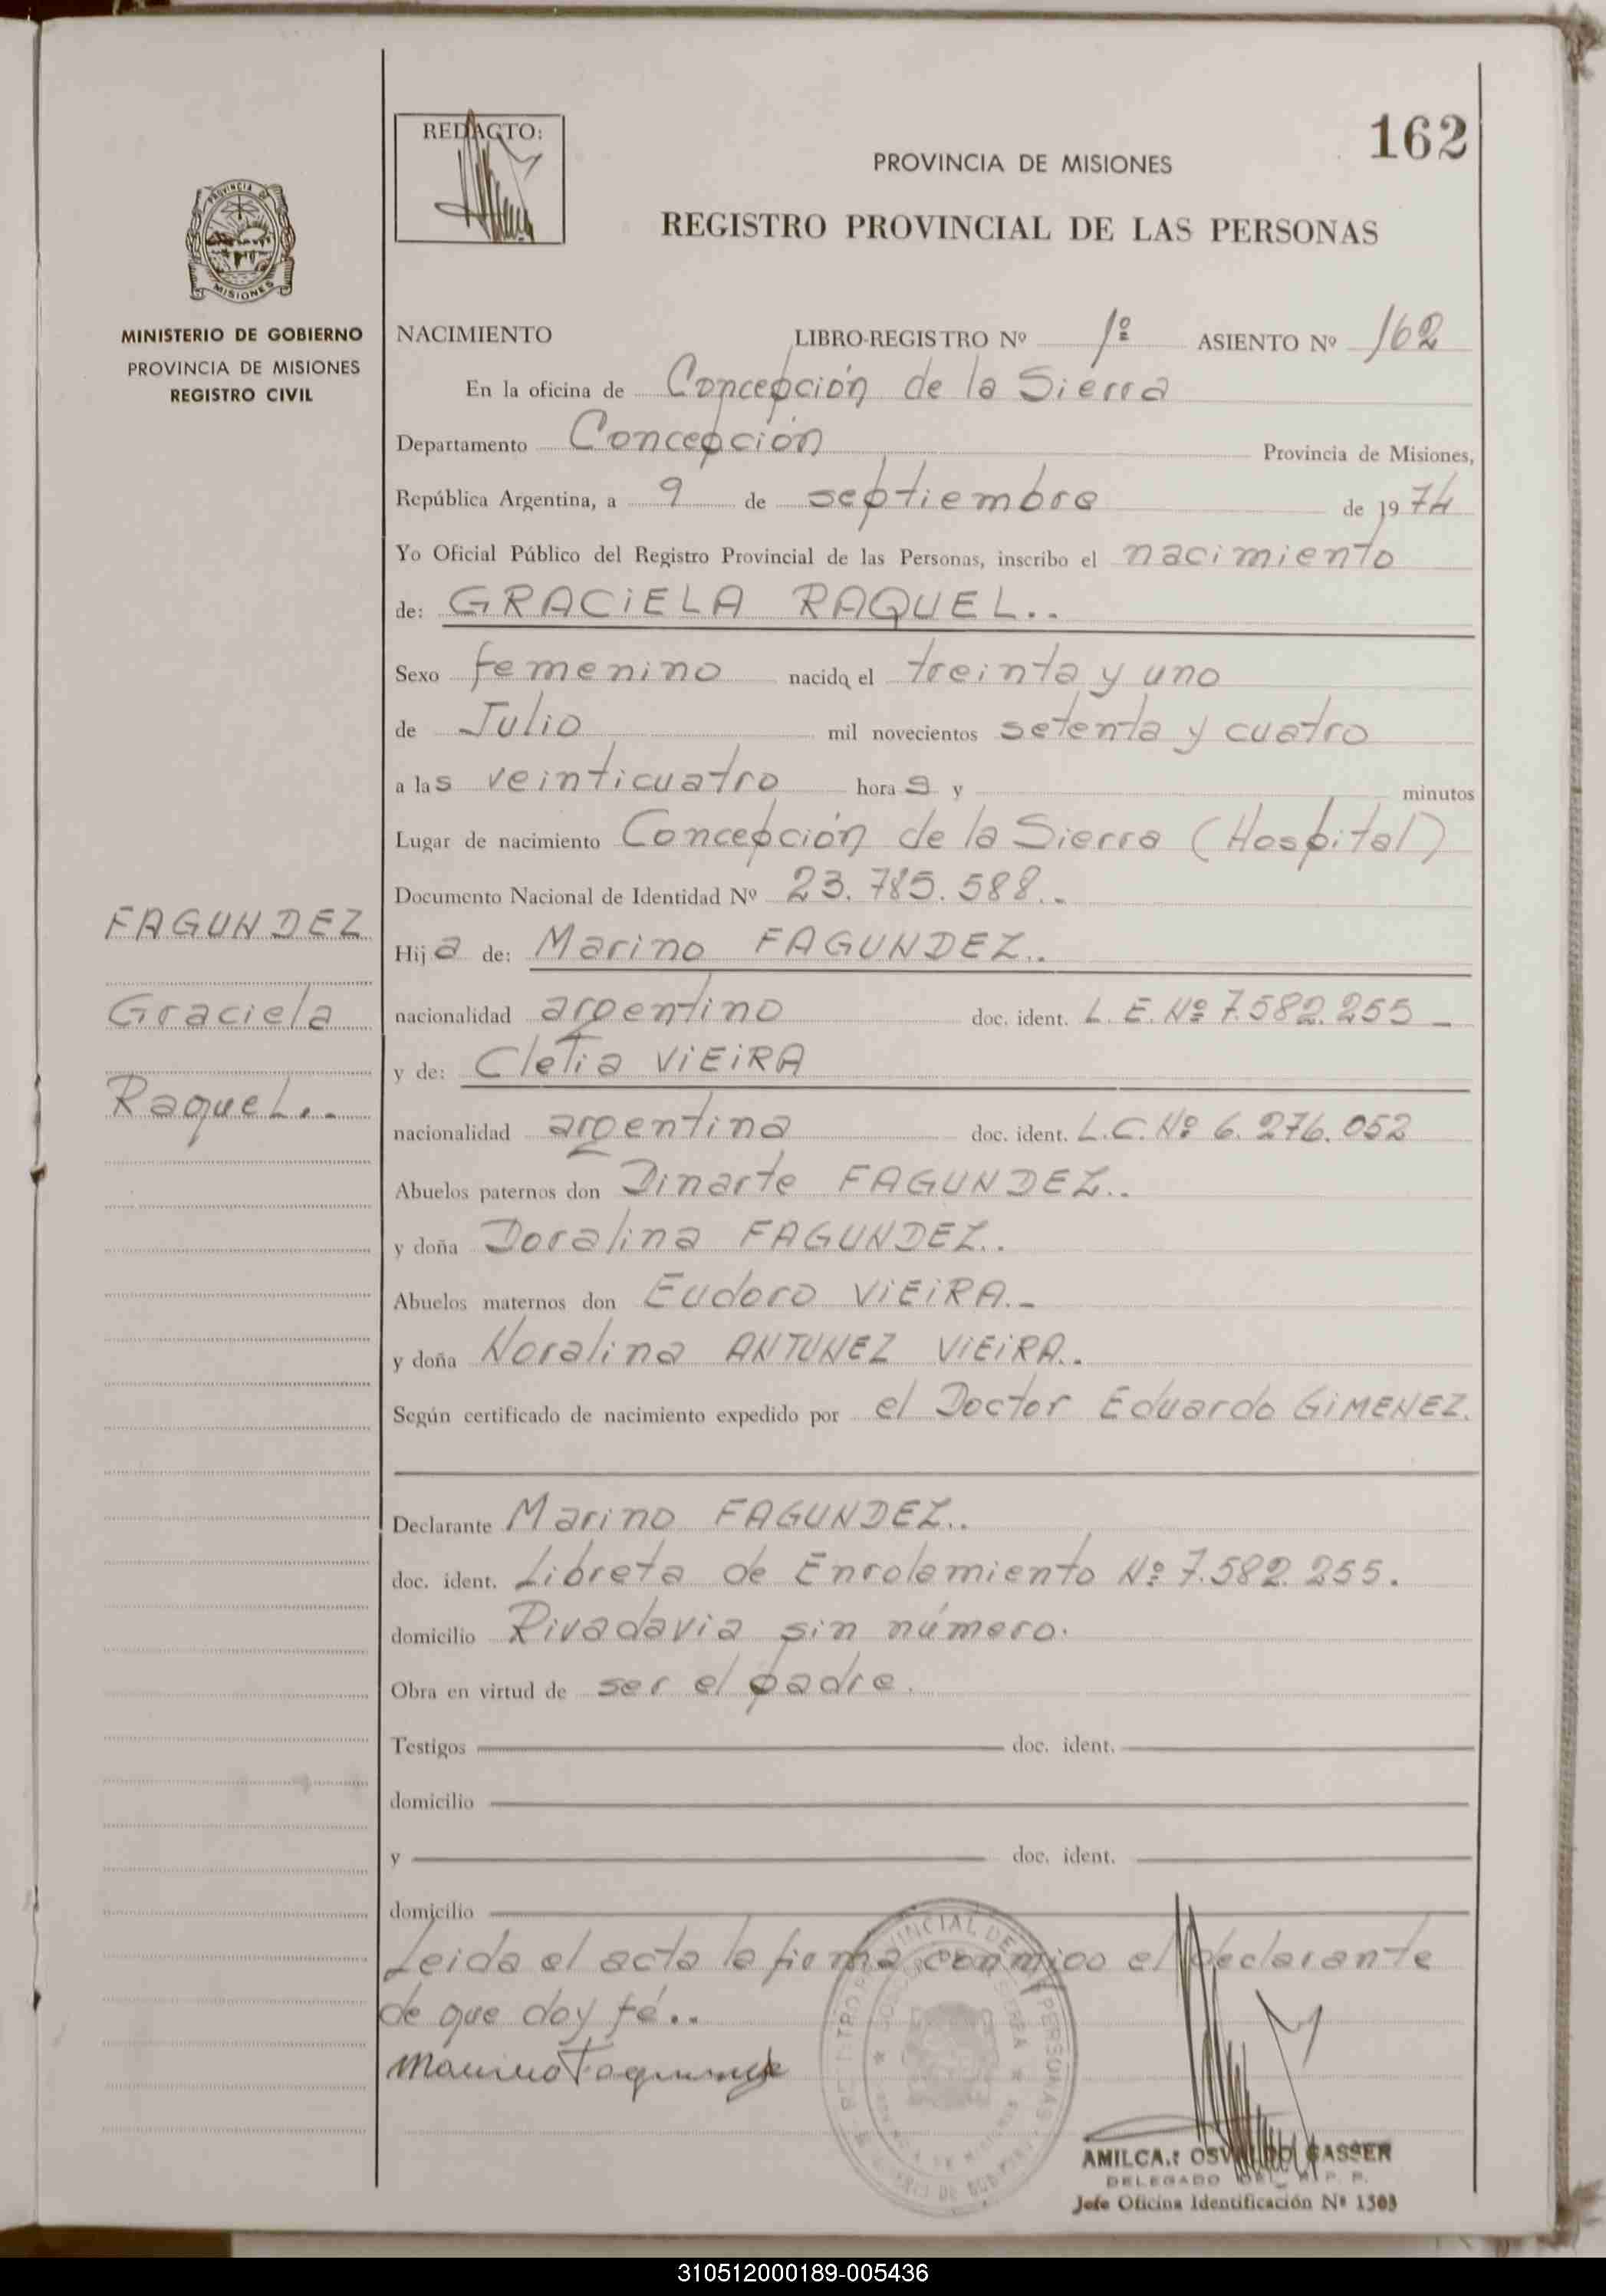 REDACTO:
162
PROVINCIA DE MISIONES
REGISTRO PROVINCIAL DE LAS PERSONAS
PROVINCIA DE
MISIONES
MINISTERIO DE GOBIERNO
PROVINCIA DE MISIONES
REGISTRO CIVIL
NACIMIENTO LIBRO-REGISTRO Nº 1º ASIENTO Nº 162
En la oficina de Concepción de la Sierra
Departamento Concepción Provincia de Misiones,
República Argentina, a 9 de septiembre de 1974
Yo Oficial Público del Registro Provincial de las Personas, inscribo el nacimiento
de: GRACiELA RAQUEL..
Sexo femenino nacida el treinta y uno
de Julio mil novecientos setenta y cuatro
a las veinticuatro horas y minutos
Lugar de nacimiento Concepción de la Sierra (Hospital)
Documento Nacional de Identidad Nº 23.785.588..
FAGUNDEZ
Graciela
Raquel..
Hija de: Marino FAGUNDEZ..
nacionalidad argentino doc. ident. L.E.Nº 7.582.255
y de: Clelia ViEiRA
nacionalidad argentina doc. ident. L.C.Nº 6.276.052
Abuelos paternos don Dinarte FAGUNDEZ..
y doña Doralina FAGUNDEZ..
Abuelos maternos don Eudoro ViEiRA.-
y doña Noralina ANTUNEZ ViEiRA..
Según certificado de nacimiento expedido por el Doctor Eduardo GiMENEZ.
Declarante Marino FAGUNDEZ..
doc. ident. Libreta de Enrolamiento Nº 7.582.255.
domicilio Rivadavia sin número.
Obra en virtud de ser el padre.
Testigos doc. ident.
domicilio
y doc. ident.
domicilio
Leida el acta la firma conmigo el declarante
de que doy fé..
Marino Fagundez
AMILCAR OSVALDO GASSER
DELEGADO DEL R. P. P.
Jefe Oficina Identificación Nº 1503
310512000189-005436